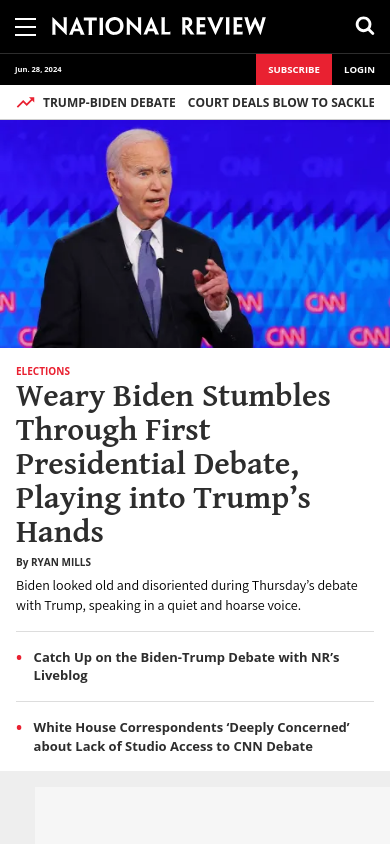 NATIONAL REVIEW
Jun. 28, 2024
SUBSCRIBE
LOGIN
TRUMP-BIDEN DEBATE
COURT DEALS BLOW TO SACKLE
CNN
CNN
CNN
CNN
ELECTIONS
Weary Biden Stumbles
Through First
Presidential Debate,
Playing into Trump’s
Hands
By RYAN MILLS
Biden looked old and disoriented during Thursday’s debate
with Trump, speaking in a quiet and hoarse voice.
Catch Up on the Biden-Trump Debate with NR’s
Liveblog
White House Correspondents ‘Deeply Concerned’
about Lack of Studio Access to CNN Debate